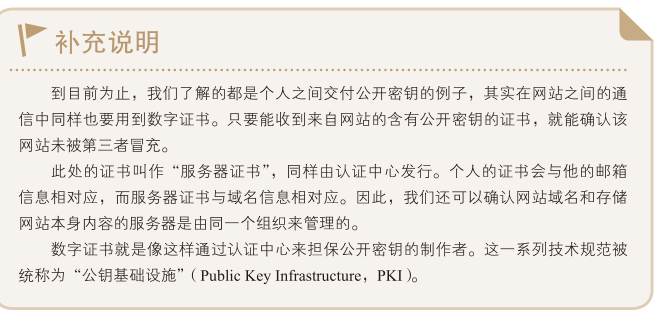 补充说明
到目前为止，我们了解的都是个人之间交付公开密钥的例子，其实在网站之间的通
信中同样也要用到数字证书。只要能收到来自网站的含有公开密钥的证书，就能确认该
网站未被第三者冒充。
此处的证书叫作“服务器证书”，同样由认证中心发行。个人的证书会与他的邮箱
信息相对应，而服务器证书与域名信息相对应。因此，我们还可以确认网站域名和存储
网站本身内容的服务器是由同一个组织来管理的。
数字证书就是像这样通过认证中心来担保公开密钥的制作者。这一系列技术规范被
统称为“公钥基础设施”（Public Key Infrastructure，PKI）。